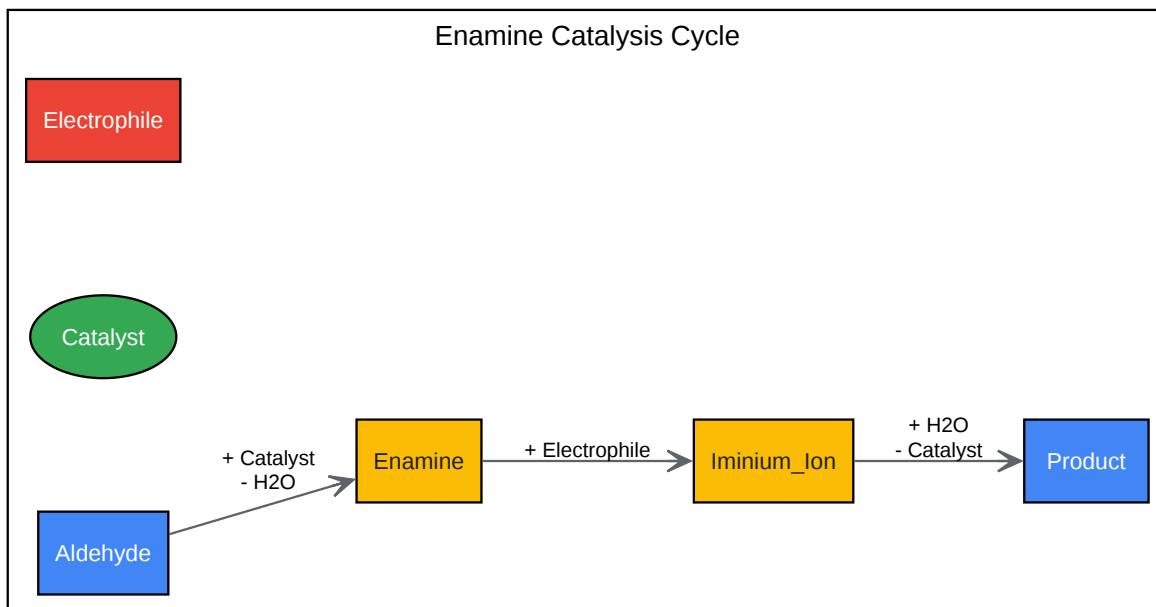 Enamine Catalysis Cycle
Electrophile
Catalyst
+ Catalyst
- H2O
Enamine
+ Electrophile
Iminium_Ion
+ H2O
- Catalyst
Product
Aldehyde